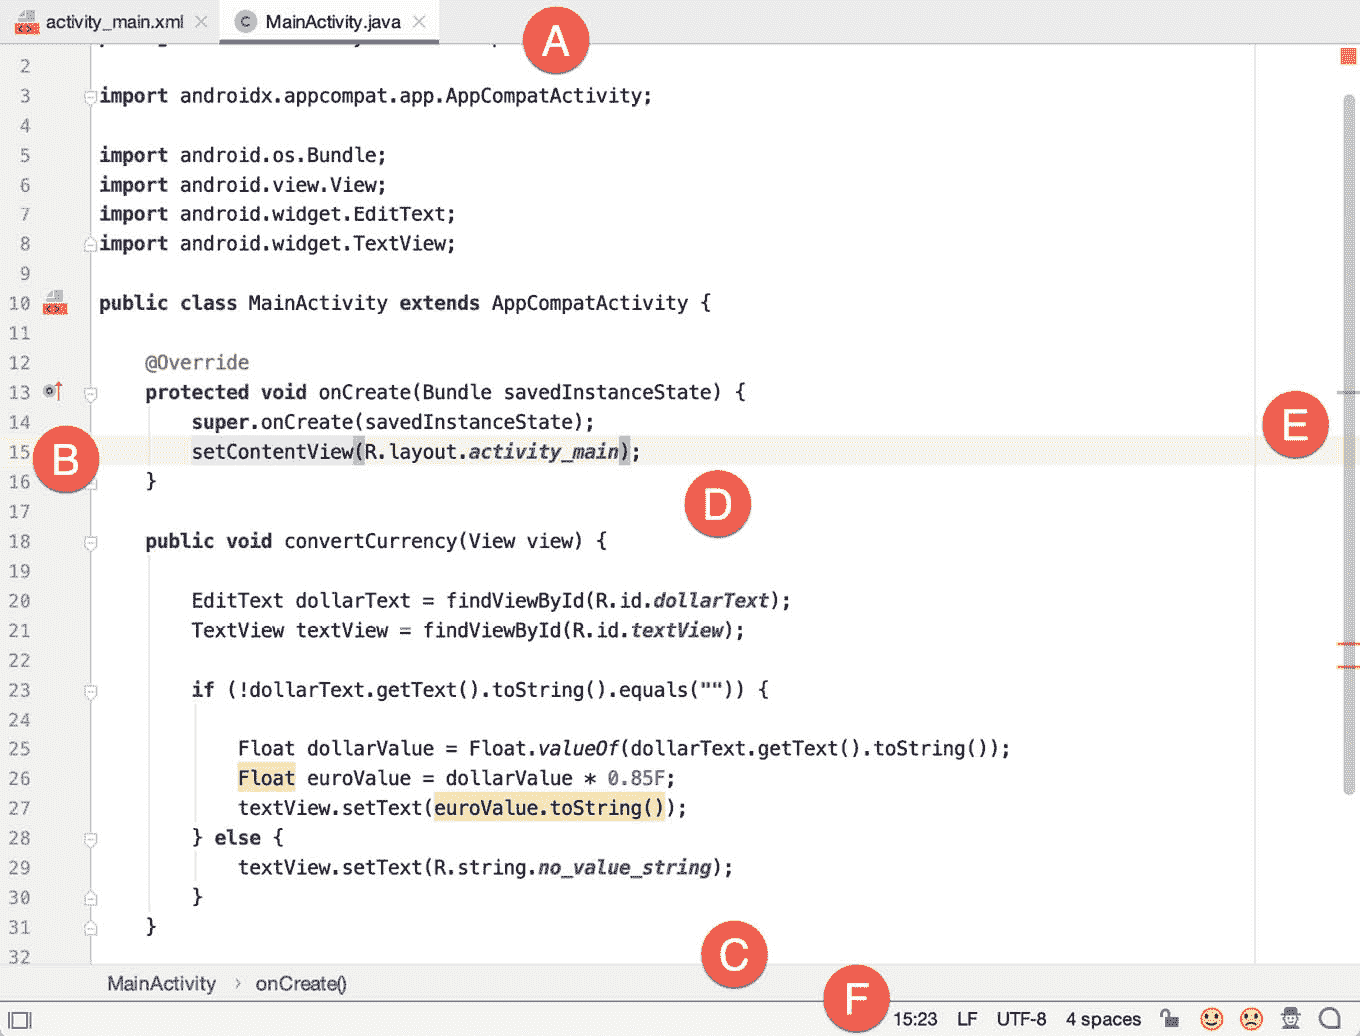 activity_main.xml MainActivity.java
A
2
3 import androidx.appcompat.app.AppCompatActivity;
4
5 import android.os.Bundle;
6 import android.view.View;
7 import android.widget.EditText;
8 import android.widget.TextView;
9
10 public class MainActivity extends AppCompatActivity {
11
12 @Override
13 protected void onCreate(Bundle savedInstanceState) {
14 super.onCreate(savedInstanceState);
E
15 setContentView(R.layout.activity_main);
B
16 }
D
17
18 public void convertCurrency(View view) {
19
20 EditText dollarText = findViewById(R.id.dollarText);
21 TextView textView = findViewById(R.id.textView);
22
23 if (!dollarText.getText().toString().equals("")) {
24
25 Float dollarValue = Float.valueOf(dollarText.getText().toString());
26 Float euroValue = dollarValue * 0.85F;
27 textView.setText(euroValue.toString());
28 } else {
29 textView.setText(R.string.no_value_string);
30 }
31 }
32
C
MainActivity › onCreate()
F
15:23 LF UTF-8 4 spaces